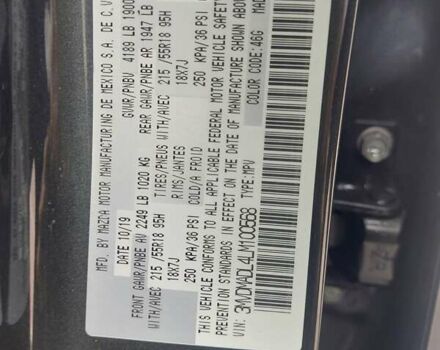 MFD. BY MAZDA MOTOR MANUFACTURING DE MEXICO S.A. DE C.V
DATE: 10/19 GVWR/PNBV 4189 LB 1900
FRONT GAWR/PNBE AV 2249 LB 1020 KG REAR GAWR/PNBE AR 1947 LB
WITH/AVEC 215 /55R18 95H TIRES/PNEUS WITH/AVEC 215 /55R18 95H
18X7J RIMS/JANTES 18X7J
250 KPA/36 PSI COLD/A FROID 250 KPA/36 PSI
THIS VEHICLE CONFORMS TO ALL APPLICABLE FEDERAL MOTOR VEHICLE SAFETY
PREVENTION STANDARDS IN EFFECT ON THE DATE OF MANUFACTURE SHOWN ABOV
VIN: 3MVDMADL4LM100568 TYPE: MPV COLOR CODE: 46G MAD